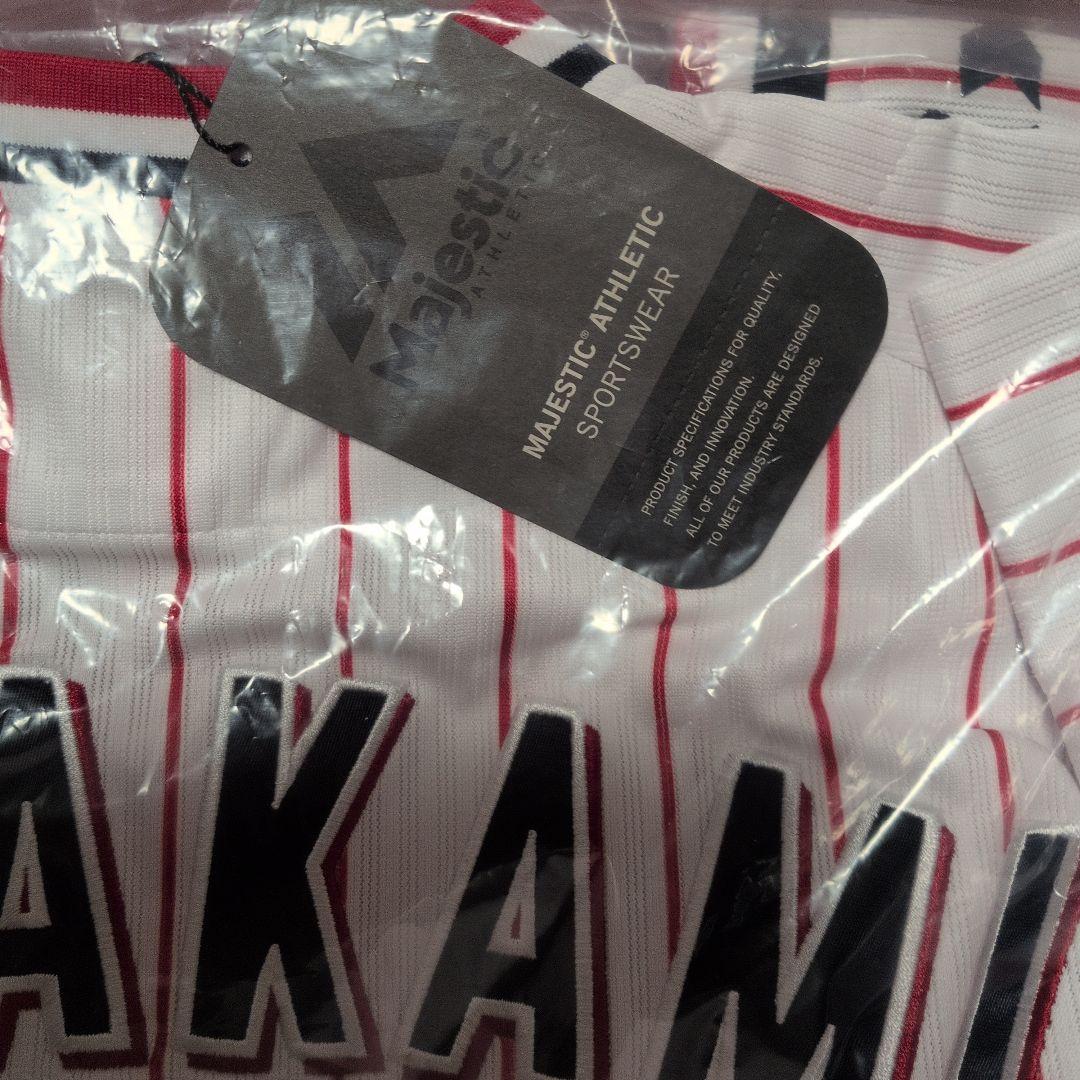 Majestic®
ATHLETIC
MAJESTIC® ATHLETIC
SPORTSWEAR
PRODUCT SPECIFICATIONS FOR QUALITY,
FINISH, AND INNOVATION.
ALL OF OUR PRODUCTS ARE DESIGNED
TO MEET INDUSTRY STANDARDS.
AKAMI